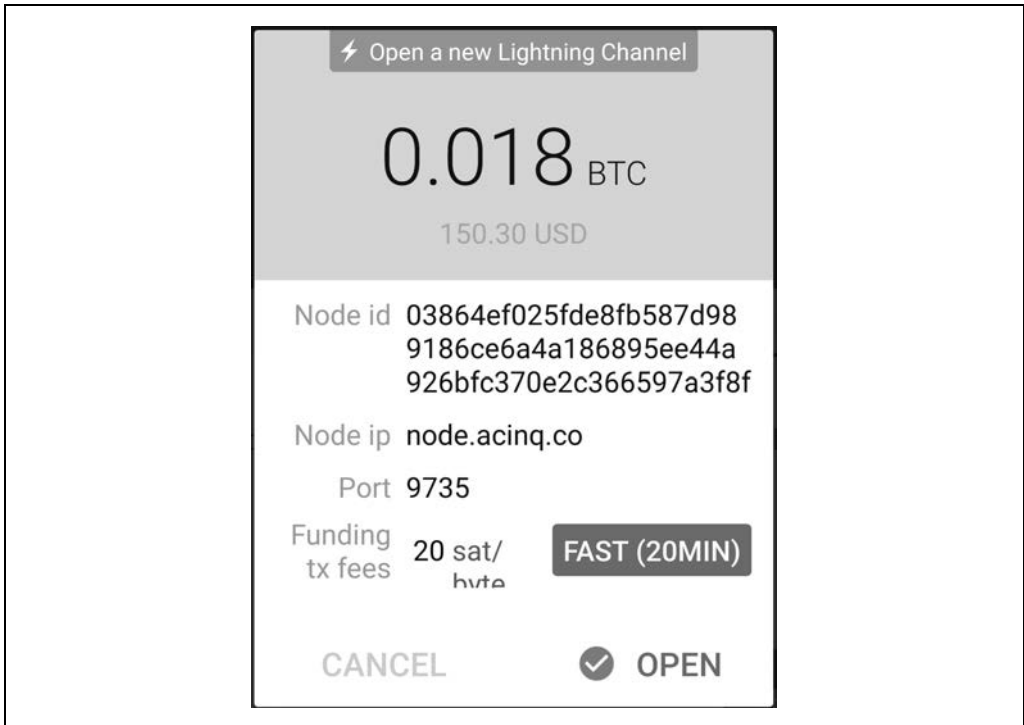 Open a new Lightning Channel
0.018 BTC
150.30 USD
Node id 03864ef025fde8fb587d98
9186ce6a4a186895ee44a
926bfc370e2c366597a3f8f
Node ip node.acinq.co
Port 9735
Funding
tx fees 20 sat/
byte
FAST (20MIN)
CANCEL OPEN